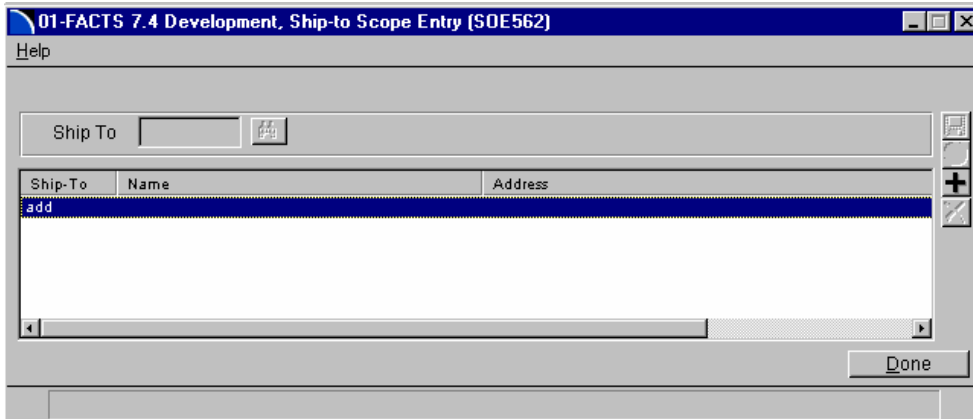 01-FACTS 7.4 Development, Ship-to Scope Entry (SOE562)
Help
Ship To
Ship-To Name Address
add
Done